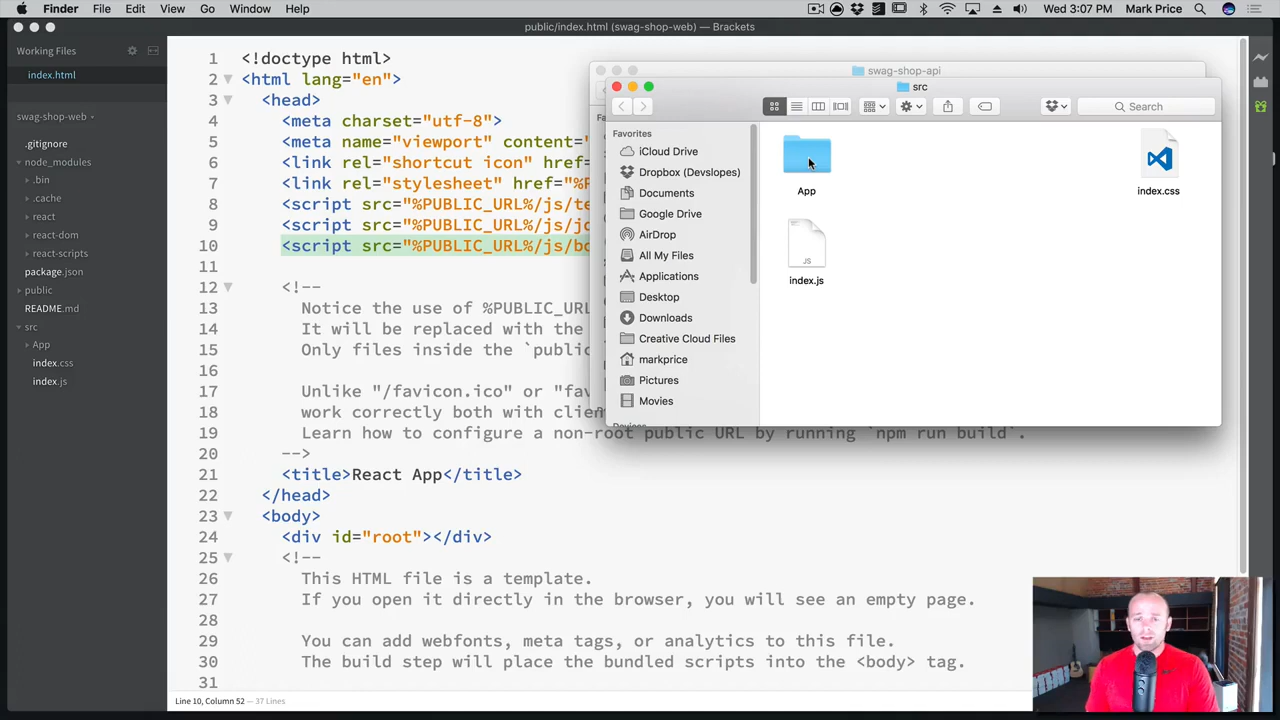 Finder File Edit View Go Window Help Wed 3:07 PM Mark Price
public/index.html (swag-shop-web) — Brackets
Working Files
index.html
swag-shop-web
.gitignore
node_modules
.bin
.cache
react
react-dom
react-scripts
package.json
public
README.md
src
App
index.css
index.js
1 <!doctype html>
2 <html lang="en">
3 <head>
4 <meta charset="utf-8">
5 <meta name="viewport" content=
6 <link rel="shortcut icon" href=
7 <link rel="stylesheet" href="%
8 <script src="%PUBLIC_URL%/js/te
9 <script src="%PUBLIC_URL%/js/jq
10 <script src="%PUBLIC_URL%/js/bo
11
12 <!--
13 Notice the use of %PUBLIC_URL
14 It will be replaced with the
15 Only files inside the `public
16
17 Unlike "/favicon.ico" or "fav
18 work correctly both with clien
19 Learn how to configure a non-root public URL by running `npm run build`.
20 -->
21 <title>React App</title>
22 </head>
23 <body>
24 <div id="root"></div>
25 <!--
26 This HTML file is a template.
27 If you open it directly in the browser, you will see an empty page.
28
29 You can add webfonts, meta tags, or analytics to this file.
30 The build step will place the bundled scripts into the <body> tag.
31
Line 10, Column 52 — 37 Lines
swag-shop-api
src
Search
Favorites
iCloud Drive
Dropbox (Devslopes)
Documents
Google Drive
AirDrop
All My Files
Applications
Desktop
Downloads
Creative Cloud Files
markprice
Pictures
Movies
Devices
App
index.css
JS
index.js